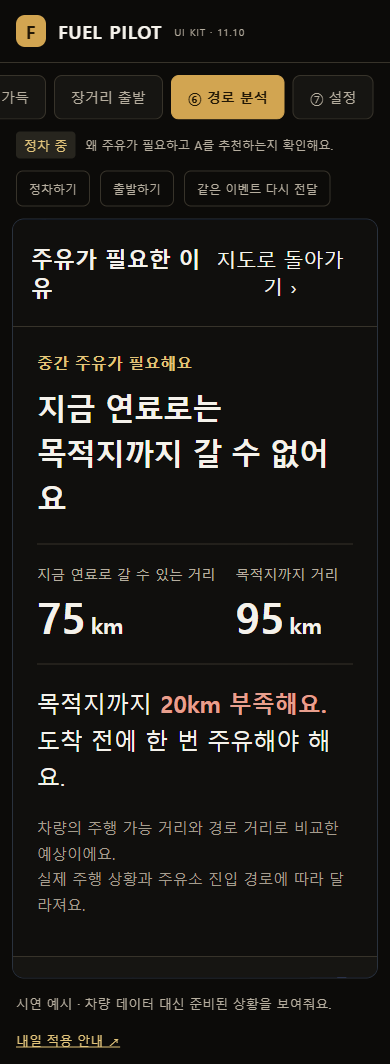 F FUEL PILOT UI KIT · 11.10
가득 장거리 출발 ⑥ 경로 분석 ⑦ 설정
정차 중 왜 주유가 필요하고 A를 추천하는지 확인해요.
정차하기 출발하기 같은 이벤트 다시 전달
주유가 필요한 이
유
지도로 돌아가
기 ›
중간 주유가 필요해요
지금 연료로는
목적지까지 갈 수 없어
요
지금 연료로 갈 수 있는 거리 목적지까지 거리
75 km 95 km
목적지까지 20km 부족해요.
도착 전에 한 번 주유해야 해
요.
차량의 주행 가능 거리와 경로 거리로 비교한
예상이에요.
실제 주행 상황과 주유소 진입 경로에 따라 달
라져요.
시연 예시 · 차량 데이터 대신 준비된 상황을 보여줘요.
내일 적용 안내 ↗